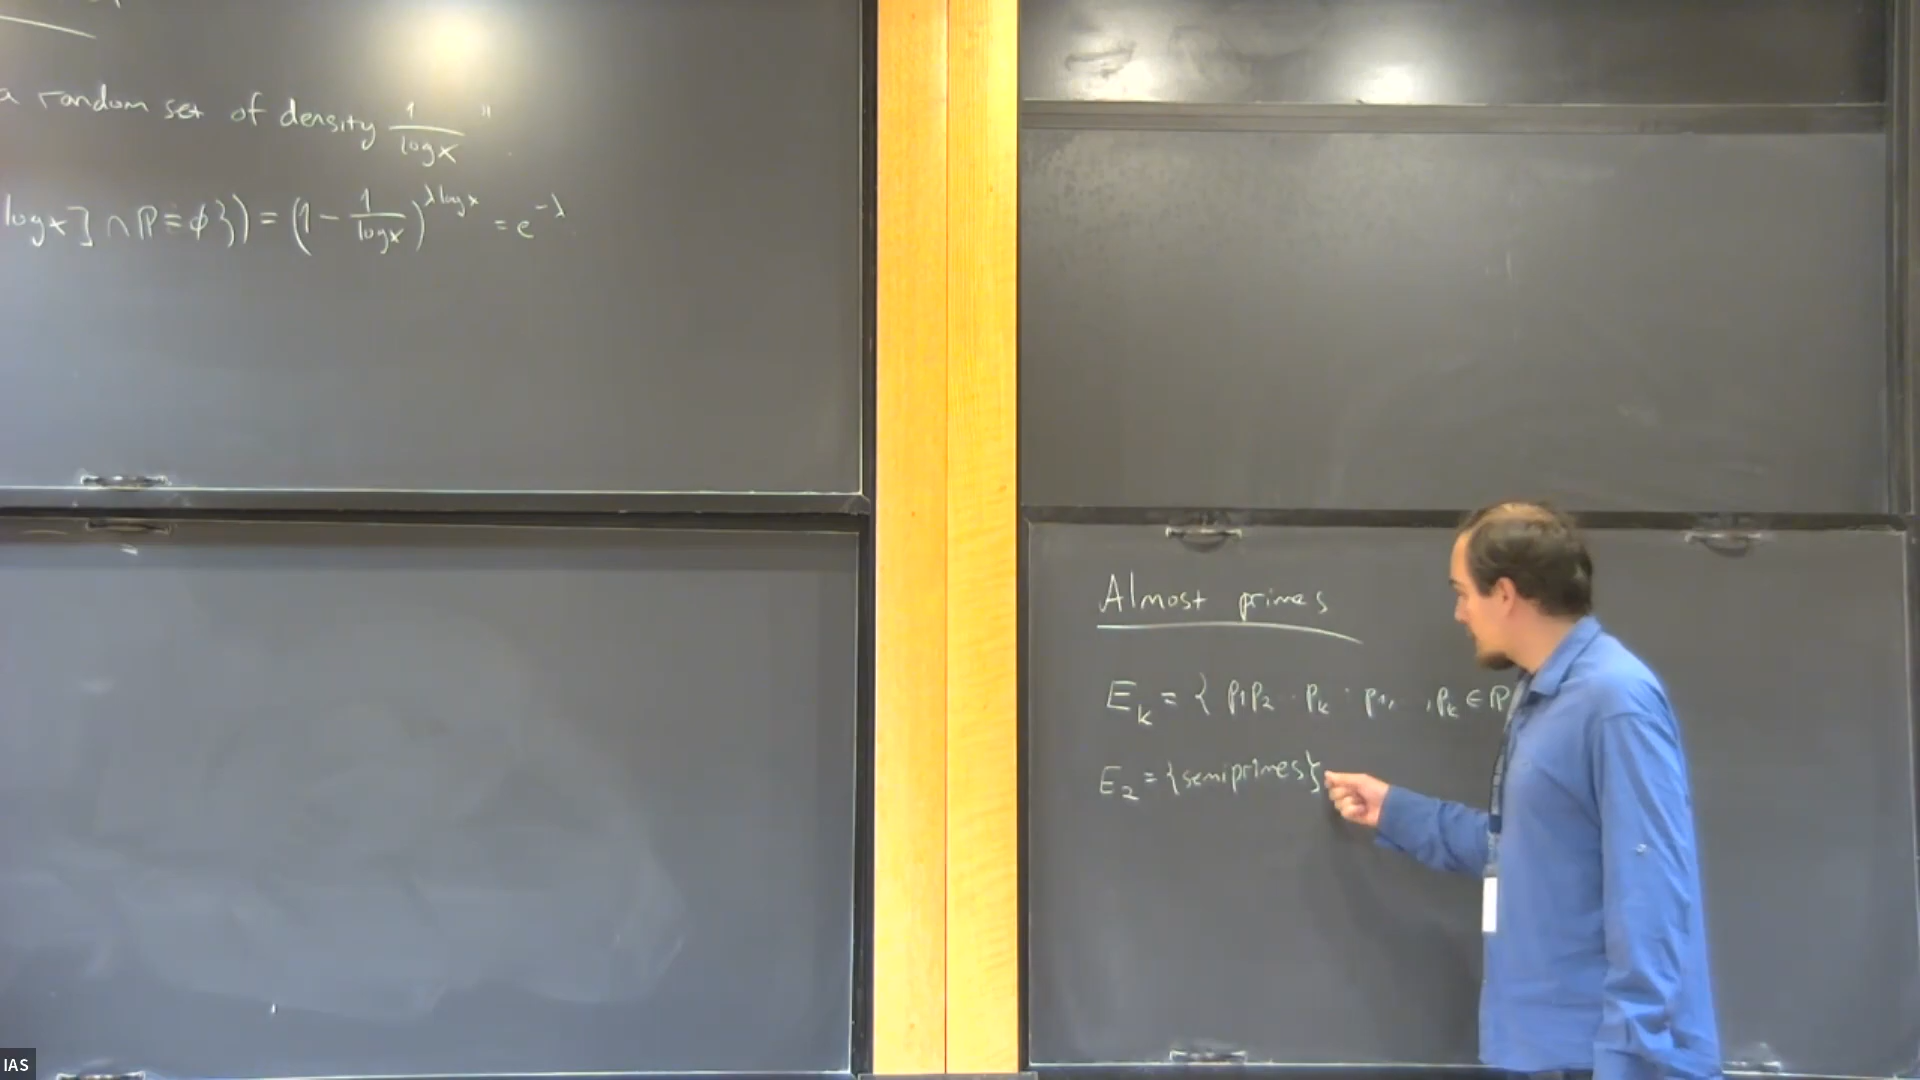 a random set of density 1/log x "
log x] ∩ ℙ = ∅}) = (1 - 1/log x)^{λ log x} = e^{-λ}
Almost primes
E_k = { p_1 p_2 ... p_k : p_1, ..., p_k ∈ ℙ
E_2 = {semiprimes}
IAS